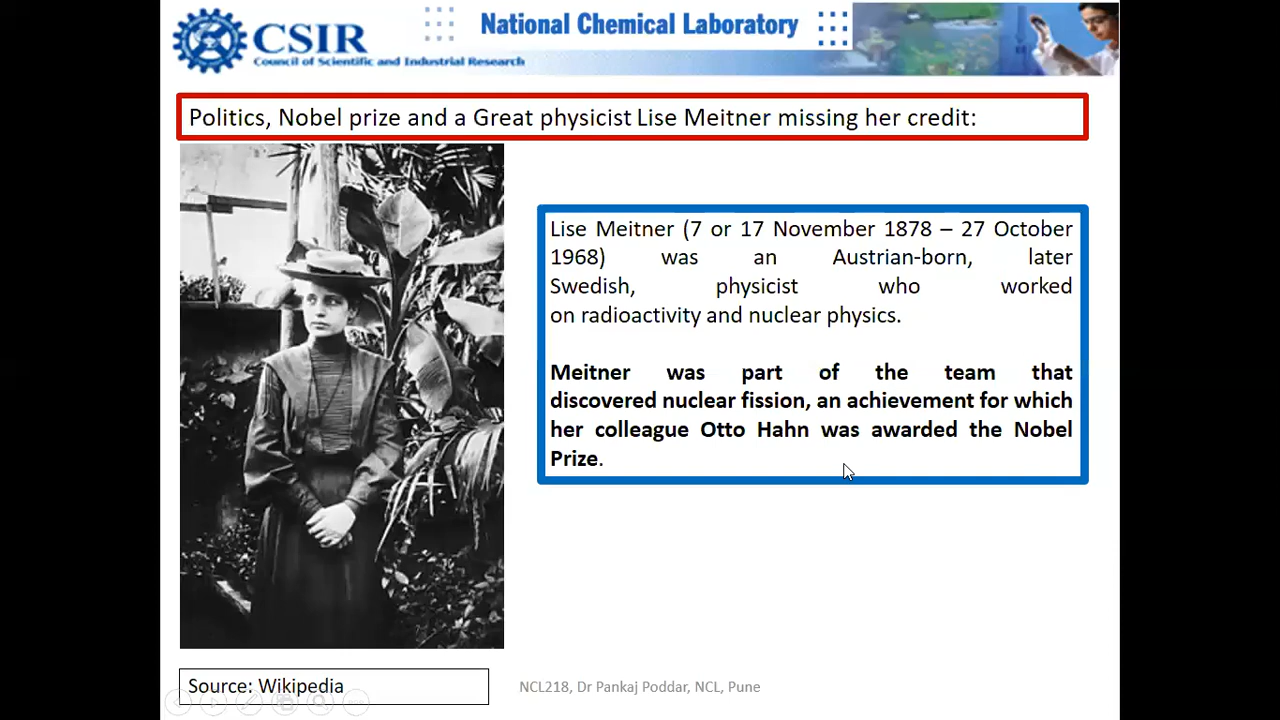 CSIR
Council of Scientific and Industrial Research
National Chemical Laboratory
Politics, Nobel prize and a Great physicist Lise Meitner missing her credit:
Lise Meitner (7 or 17 November 1878 – 27 October
1968) was an Austrian-born, later
Swedish, physicist who worked
on radioactivity and nuclear physics.
Meitner was part of the team that
discovered nuclear fission, an achievement for which
her colleague Otto Hahn was awarded the Nobel
Prize.
Source: Wikipedia
NCL218, Dr Pankaj Poddar, NCL, Pune